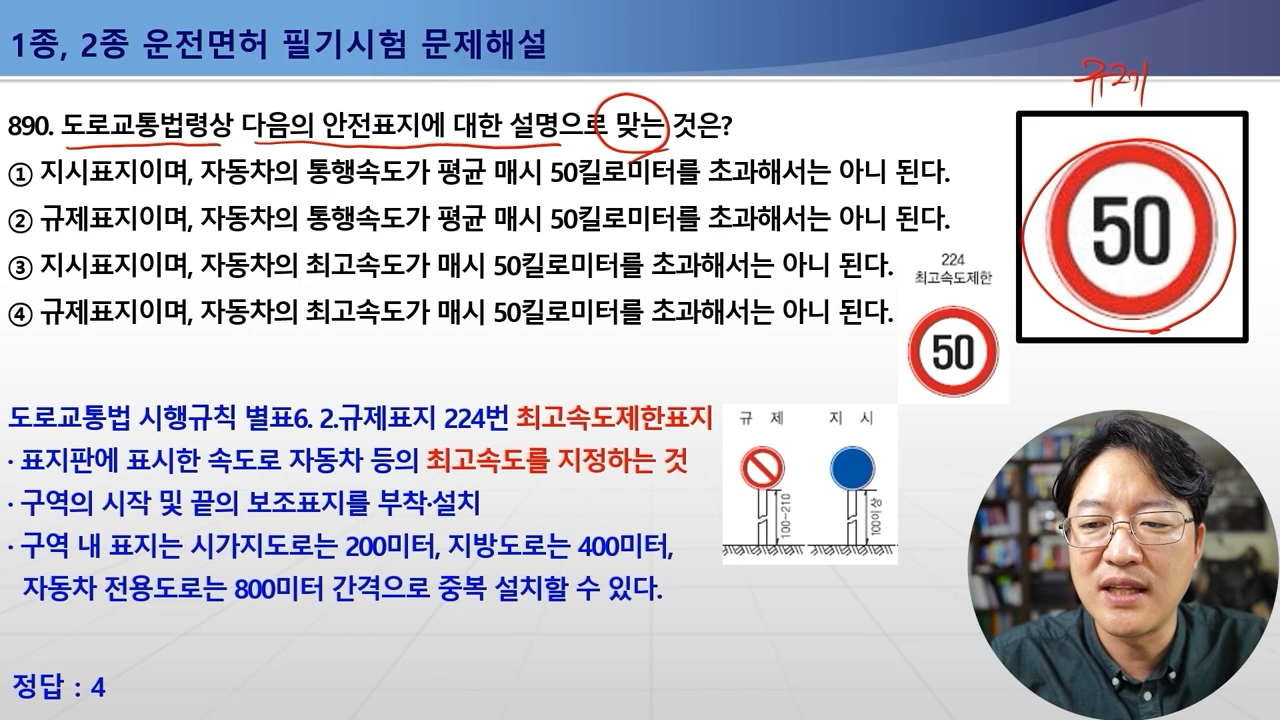 1종, 2종 운전면허 필기시험 문제해설
규제
890. 도로교통법령상 다음의 안전표지에 대한 설명으로 맞는 것은?
① 지시표지이며, 자동차의 통행속도가 평균 매시 50킬로미터를 초과해서는 아니 된다.
② 규제표지이며, 자동차의 통행속도가 평균 매시 50킬로미터를 초과해서는 아니 된다.
③ 지시표지이며, 자동차의 최고속도가 매시 50킬로미터를 초과해서는 아니 된다.
④ 규제표지이며, 자동차의 최고속도가 매시 50킬로미터를 초과해서는 아니 된다.
50
224
최고속도제한
50
도로교통법 시행규칙 별표6. 2.규제표지 224번 최고속도제한표지
· 표지판에 표시한 속도로 자동차 등의 최고속도를 지정하는 것
· 구역의 시작 및 끝의 보조표지를 부착·설치
· 구역 내 표지는 시가지도로는 200미터, 지방도로는 400미터,
자동차 전용도로는 800미터 간격으로 중복 설치할 수 있다.
규 제
지 시
100~210
100이상
정답 : 4